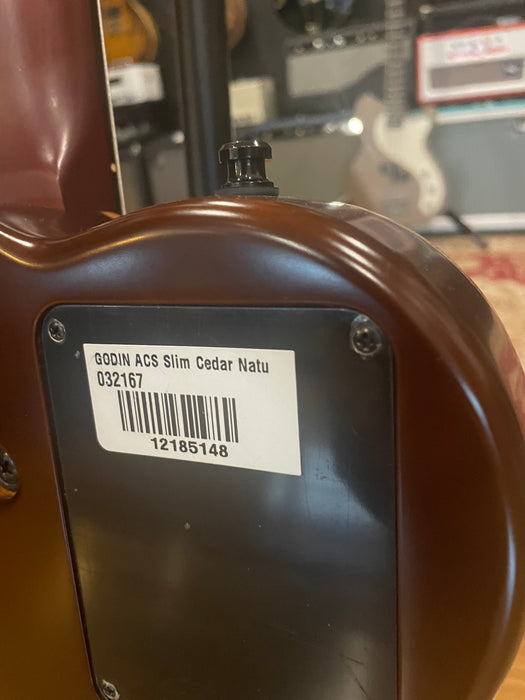 GODIN ACS Slim Cedar Natu
032167
12185148